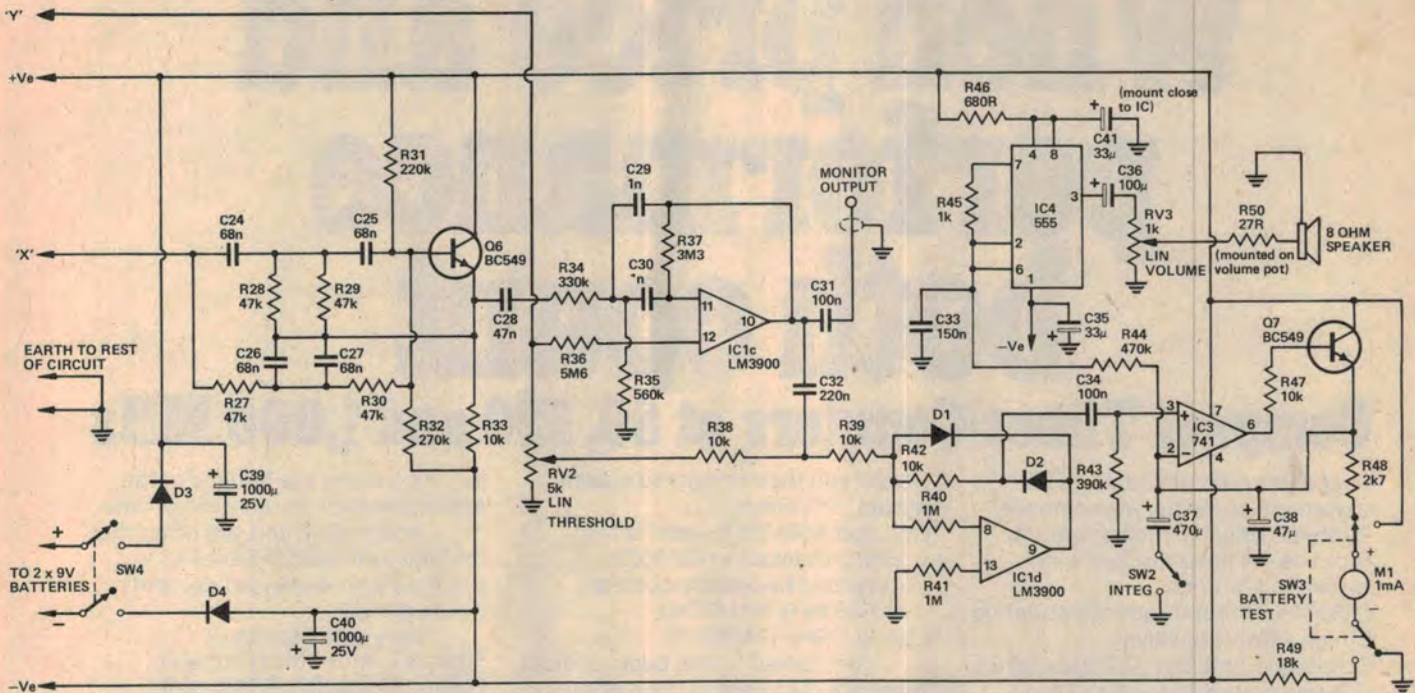 'Y'
+Ve
'X'
EARTH TO REST
OF CIRCUIT
TO 2 x 9V
BATTERIES
-Ve
SW4
D3
D4
C39
1000µ
25V
C40
1000µ
25V
C24
68n
R28
47k
R29
47k
C25
68n
R31
220k
Q6
BC549
C26
68n
C27
68n
R27
47k
R30
47k
R32
270k
R33
10k
C28
47n
RV2
5k
LIN
THRESHOLD
R34
330k
R36
5M6
C29
1n
R37
3M3
C30
1n
R35
560k
11
12
10
IC1c
LM3900
MONITOR
OUTPUT
C31
100n
C32
220n
R38
10k
R39
10k
D1
R42
10k
D2
R40
1M
R41
1M
8
13
9
IC1d
LM3900
R46
680R
(mount close
to IC)
C41
33µ
7
4
8
R45
1k
IC4
555
3
2
6
1
C36
100µ
RV3
1k
LIN
VOLUME
R50
27R
(mounted on
volume pot)
8 OHM
SPEAKER
C33
150n
-Ve
C35
33µ
R44
470k
C34
100n
R43
390k
3
2
IC3
741
7
6
4
Q7
BC549
R47
10k
R48
2k7
C37
470µ
C38
47µ
SW2
INTEG
SW3
BATTERY
TEST
+
M1
1mA
-
R49
18k